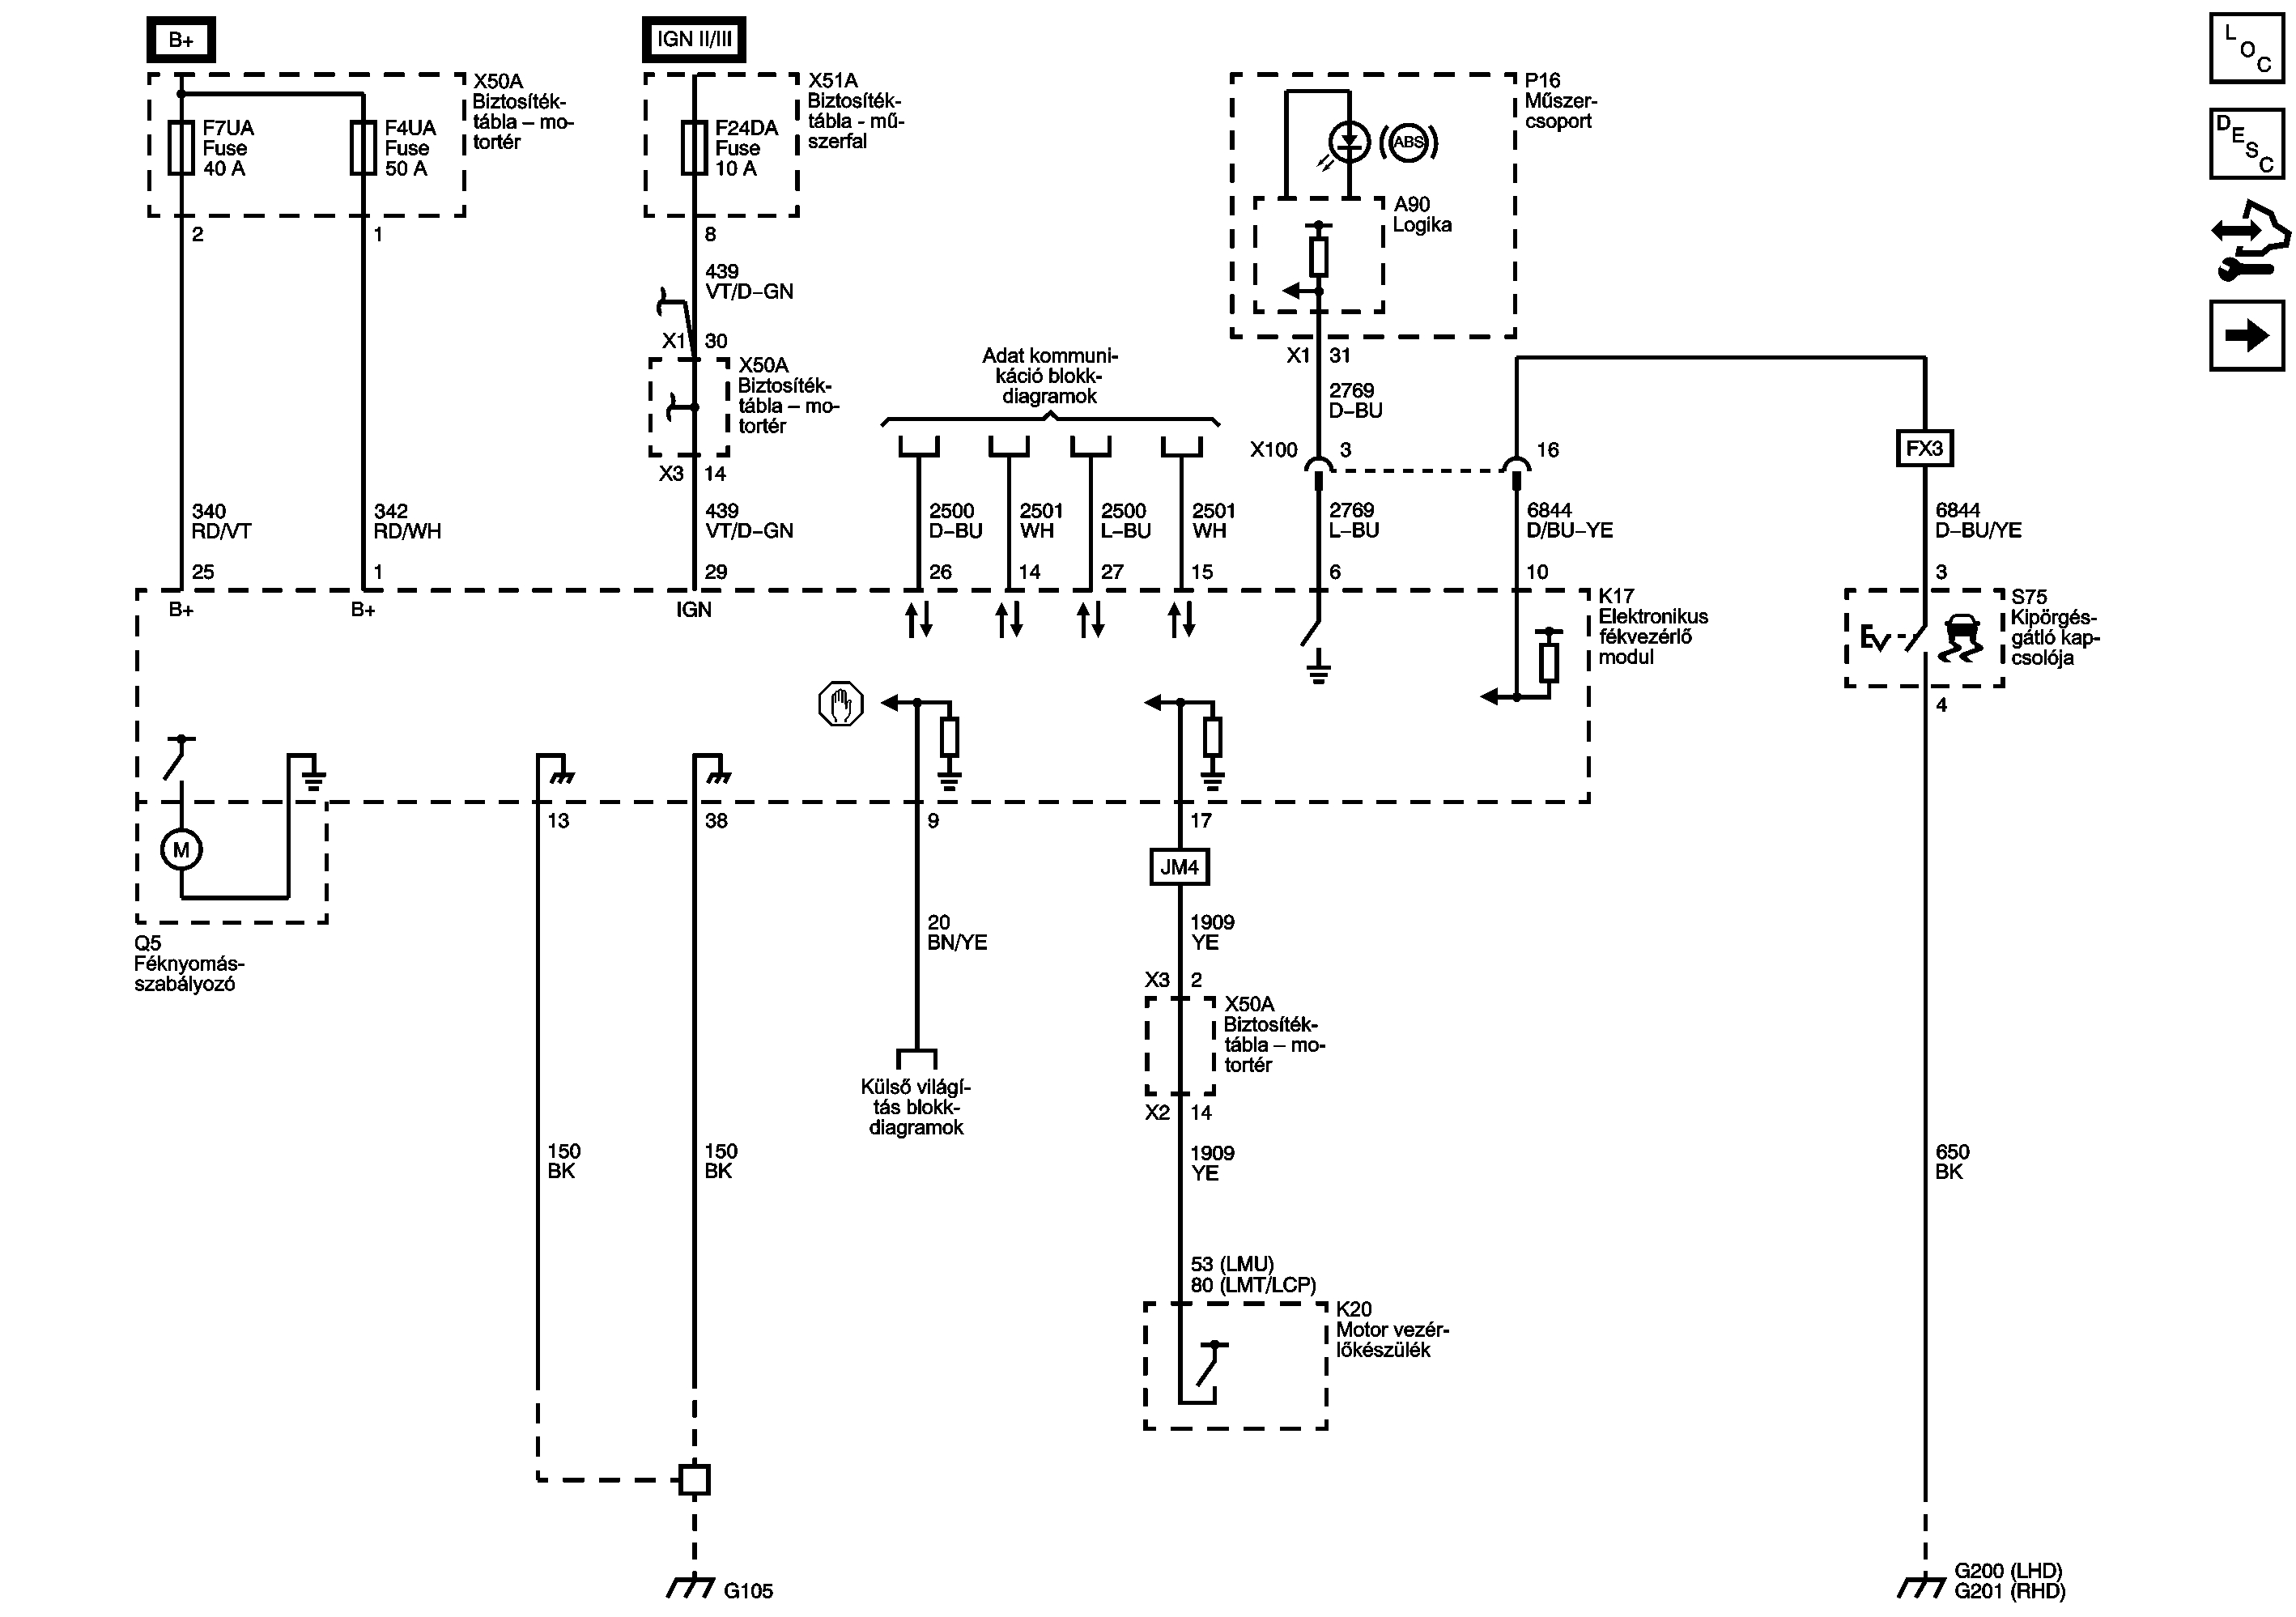 B+
IGN II/III
L
O
C
X50A
Biztosíték-
tábla – mo-
tortér
F7UA
Fuse
40 A
F4UA
Fuse
50 A
X51A
Biztosíték-
tábla - mű-
szerfal
F24DA
Fuse
10 A
P16
Műszer-
csoport
ABS
A90
Logika
D
E
S
C
2
1
8
439
VT/D–GN
X1
30
X50A
Biztosíték-
tábla – mo-
tortér
X3
14
Adat kommuni-
káció blokk-
diagramok
X1
31
2769
D–BU
X100
3
16
FX3
340
RD/VT
342
RD/WH
439
VT/D–GN
2500
D–BU
2501
WH
2500
L–BU
2501
WH
2769
L–BU
6844
D/BU–YE
6844
D–BU/YE
25
1
29
26
14
27
15
6
10
3
B+
B+
IGN
K17
Elektronikus
fékvezérlő
modul
S75
Kipörgés-
gátló kap-
csolója
4
M
13
38
9
17
JM4
Q5
Féknyomás-
szabályozó
20
BN/YE
1909
YE
X3
2
X50A
Biztosíték-
tábla – mo-
tortér
X2
14
Külső világí-
tás blokk-
diagramok
150
BK
150
BK
1909
YE
650
BK
53 (LMU)
80 (LMT/LCP)
K20
Motor vezér-
lőkészülék
G105
G200 (LHD)
G201 (RHD)